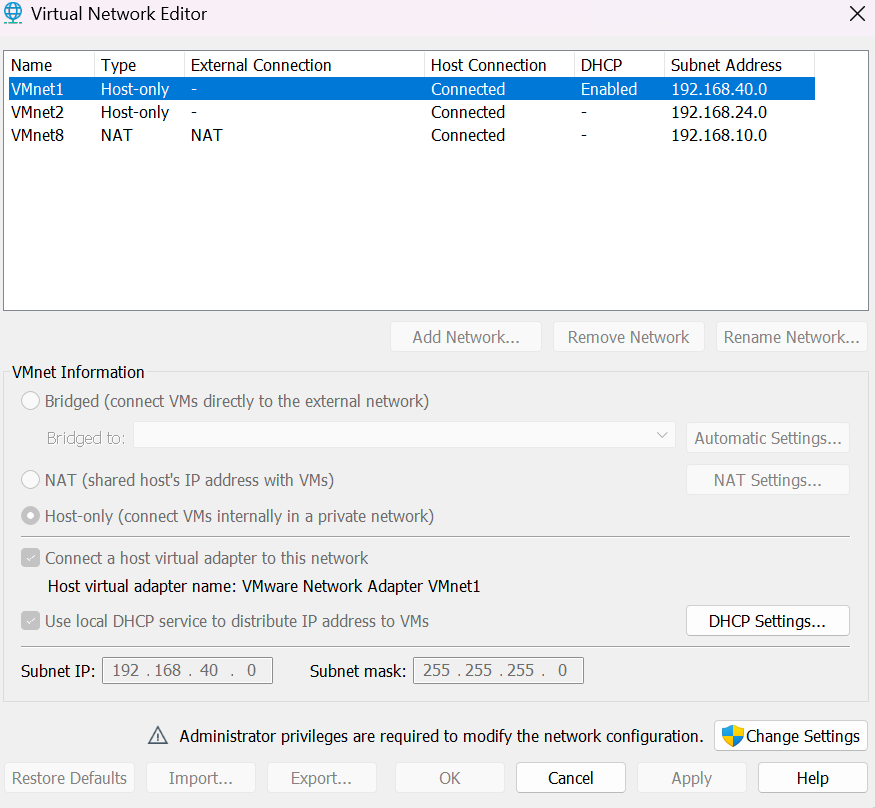 Virtual Network Editor
Name Type External Connection Host Connection DHCP Subnet Address
VMnet1 Host-only - Connected Enabled 192.168.40.0
VMnet2 Host-only - Connected - 192.168.24.0
VMnet8 NAT NAT Connected - 192.168.10.0
Add Network... Remove Network Rename Network...
VMnet Information
Bridged (connect VMs directly to the external network)
Bridged to: Automatic Settings...
NAT (shared host's IP address with VMs) NAT Settings...
Host-only (connect VMs internally in a private network)
Connect a host virtual adapter to this network
Host virtual adapter name: VMware Network Adapter VMnet1
Use local DHCP service to distribute IP address to VMs DHCP Settings...
Subnet IP: 192 . 168 . 40 . 0 Subnet mask: 255 . 255 . 255 . 0
Administrator privileges are required to modify the network configuration. Change Settings
Restore Defaults Import... Export... OK Cancel Apply Help